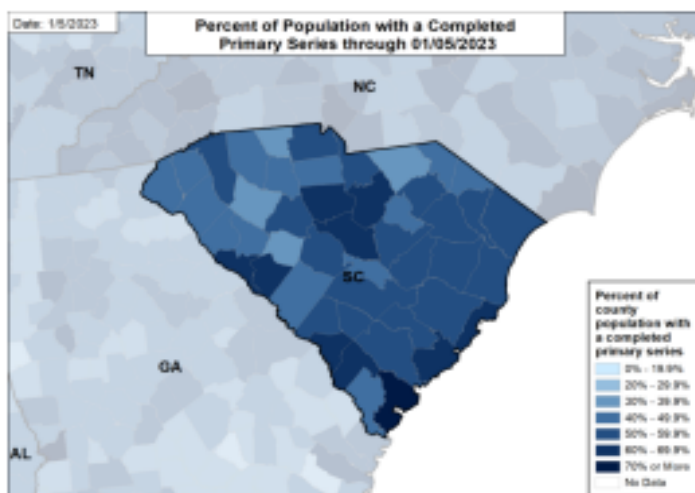 Date: 1/5/2023
Percent of Population with a Completed
Primary Series through 01/05/2023
TN
NC
SC
GA
AL
Percent of
county
population with
a completed
primary series
0% - 19.9%
20% - 29.9%
30% - 39.9%
40% - 49.9%
50% - 59.9%
60% - 69.9%
70% or More
No Data